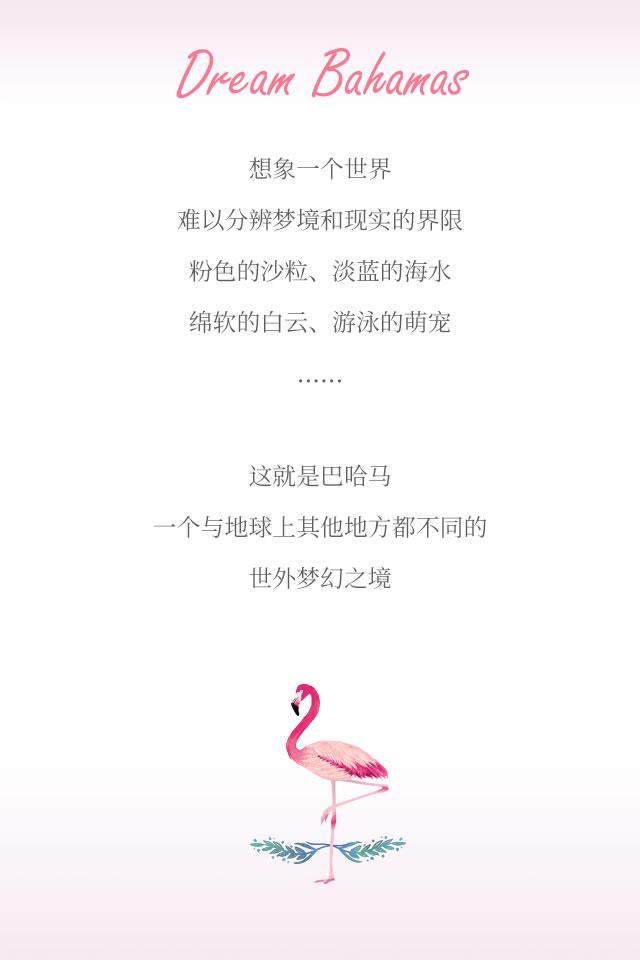 Dream Bahamas
想象一个世界
难以分辨梦境和现实的界限
粉色的沙粒、淡蓝的海水
绵软的白云、游泳的萌宠
……
这就是巴哈马
一个与地球上其他地方都不同的
世外梦幻之境